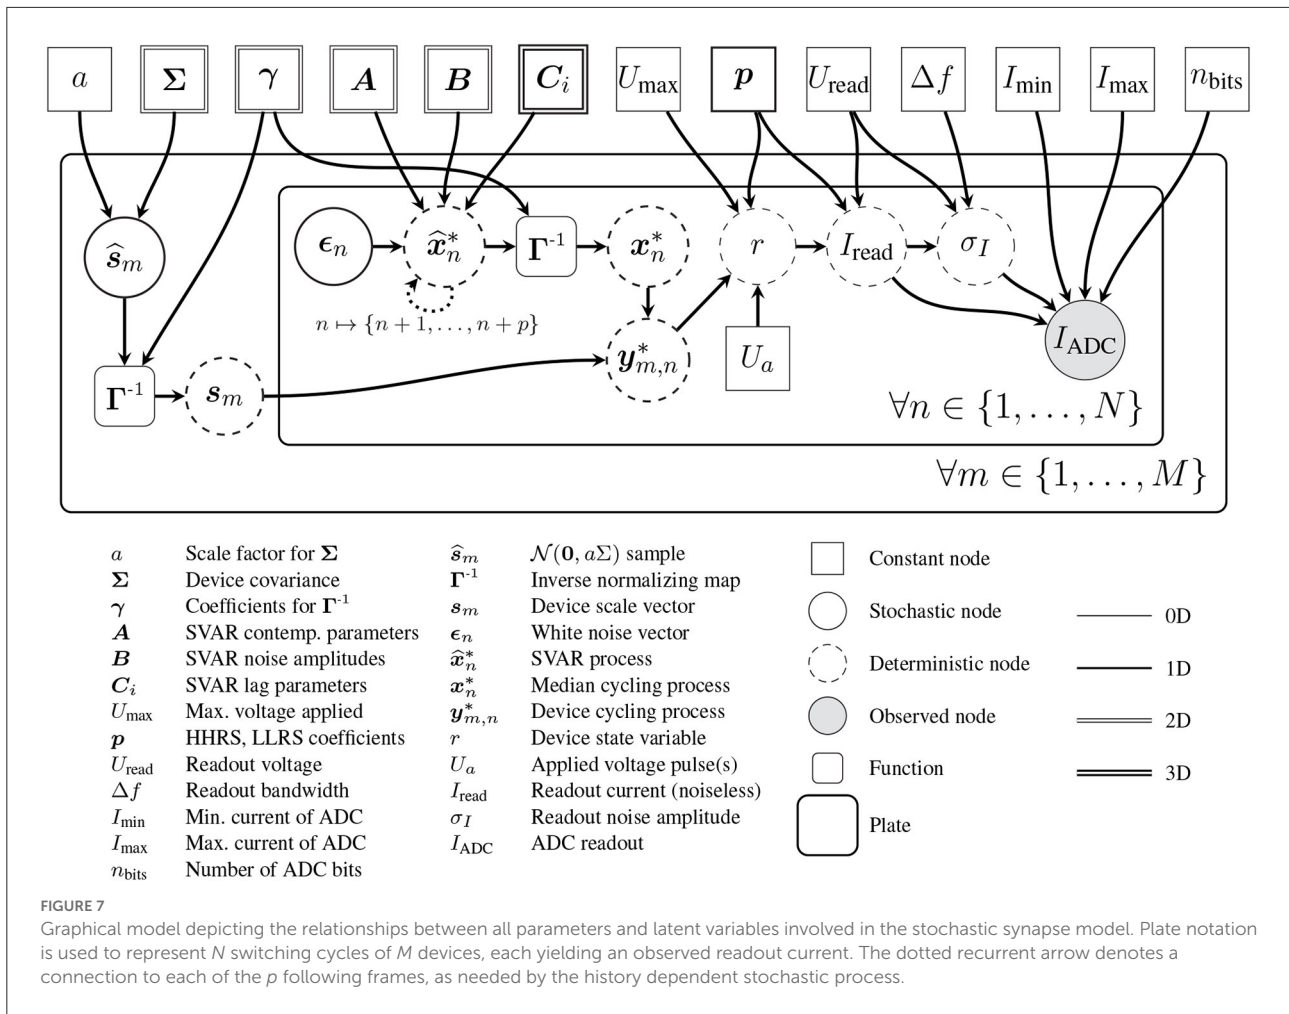 a Σ γ A B C_i U_max p U_read Δf I_min I_max n_bits
ŝ_m ϵ_n x̂*_n Γ^-1 x*_n r I_read σ_I
n ↦ {n + 1, . . . , n + p}
Γ^-1 s_m y*_{m,n} U_a I_ADC
∀n ∈ {1, . . . , N}
∀m ∈ {1, . . . , M}
a Scale factor for Σ
Σ Device covariance
γ Coefficients for Γ^-1
A SVAR contemp. parameters
B SVAR noise amplitudes
C_i SVAR lag parameters
U_max Max. voltage applied
p HHRS, LLRS coefficients
U_read Readout voltage
Δf Readout bandwidth
I_min Min. current of ADC
I_max Max. current of ADC
n_bits Number of ADC bits
ŝ_m 𝒩(0, aΣ) sample
Γ^-1 Inverse normalizing map
s_m Device scale vector
ϵ_n White noise vector
x̂*_n SVAR process
x*_n Median cycling process
y*_{m,n} Device cycling process
r Device state variable
U_a Applied voltage pulse(s)
I_read Readout current (noiseless)
σ_I Readout noise amplitude
I_ADC ADC readout
Constant node
Stochastic node
Deterministic node
Observed node
Function
Plate
0D
1D
2D
3D
FIGURE 7
Graphical model depicting the relationships between all parameters and latent variables involved in the stochastic synapse model. Plate notation
is used to represent N switching cycles of M devices, each yielding an observed readout current. The dotted recurrent arrow denotes a
connection to each of the p following frames, as needed by the history dependent stochastic process.